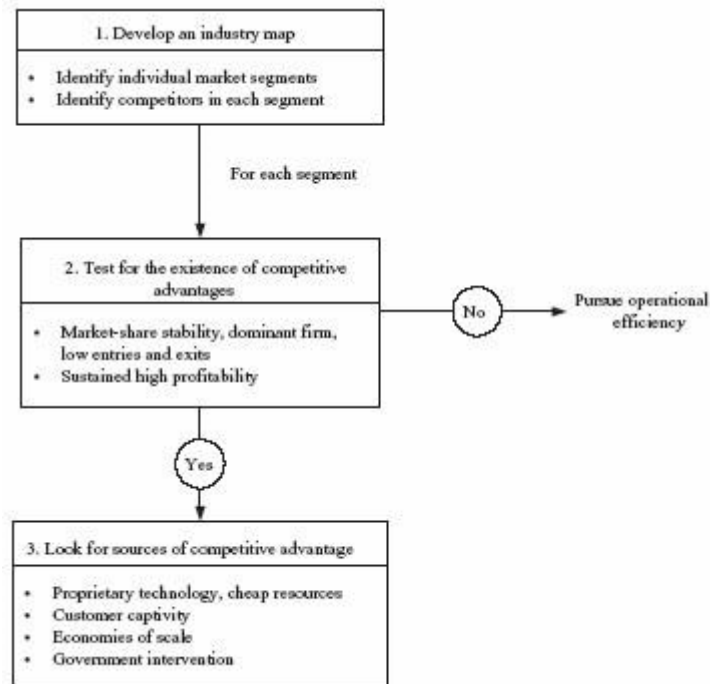 1. Develop an industry map
• Identify individual market segments
• Identify competitors in each segment
For each segment
2. Test for the existence of competitive
advantages
• Market-share stability, dominant firm,
low entries and exits
• Sustained high profitability
No
Pursue operational
efficiency
Yes
3. Look for sources of competitive advantage
• Proprietary technology, cheap resources
• Customer captivity
• Economies of scale
• Government intervention